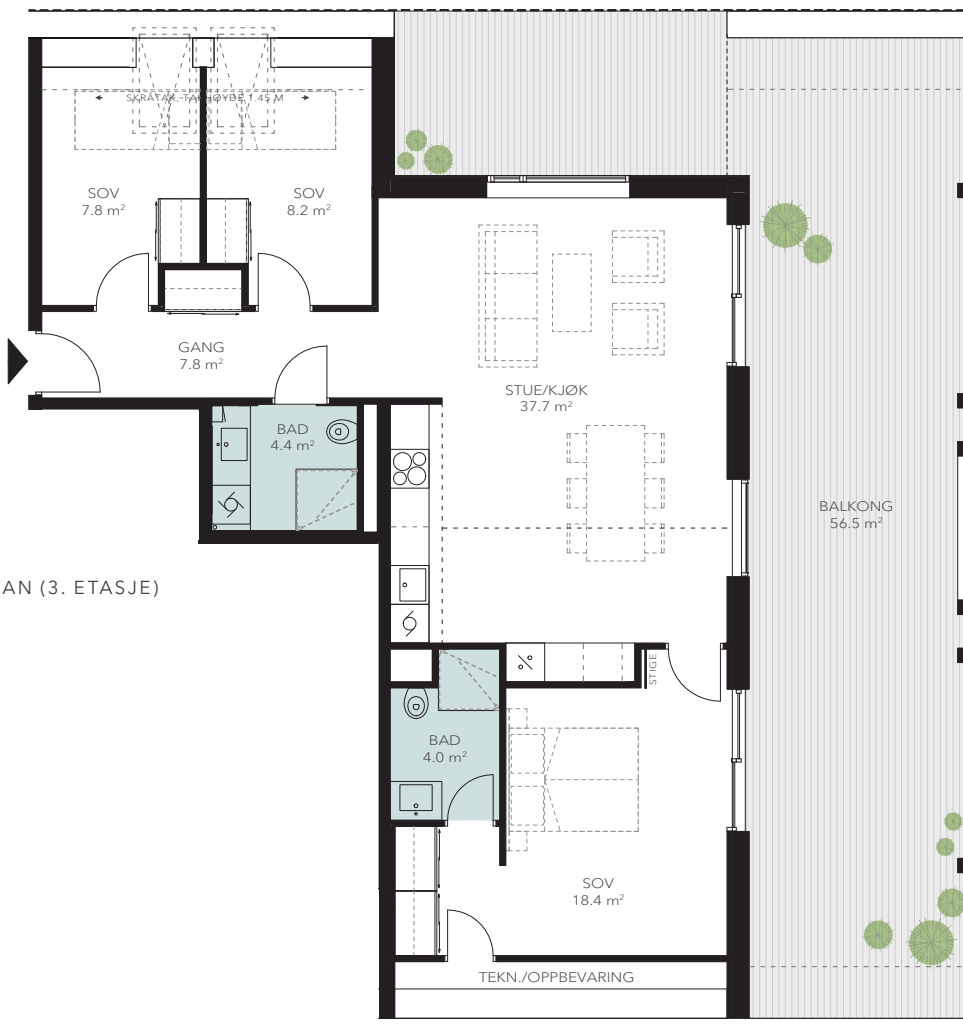 SKRÅTAK, TAKHØYDE 1.45 M
SOV
7.8 m²
SOV
8.2 m²
GANG
7.8 m²
STUE/KJØK
37.7 m²
BAD
4.4 m²
BALKONG
56.5 m²
AN (3. ETASJE)
STIGE
BAD
4.0 m²
SOV
18.4 m²
TEKN./OPPBEVARING